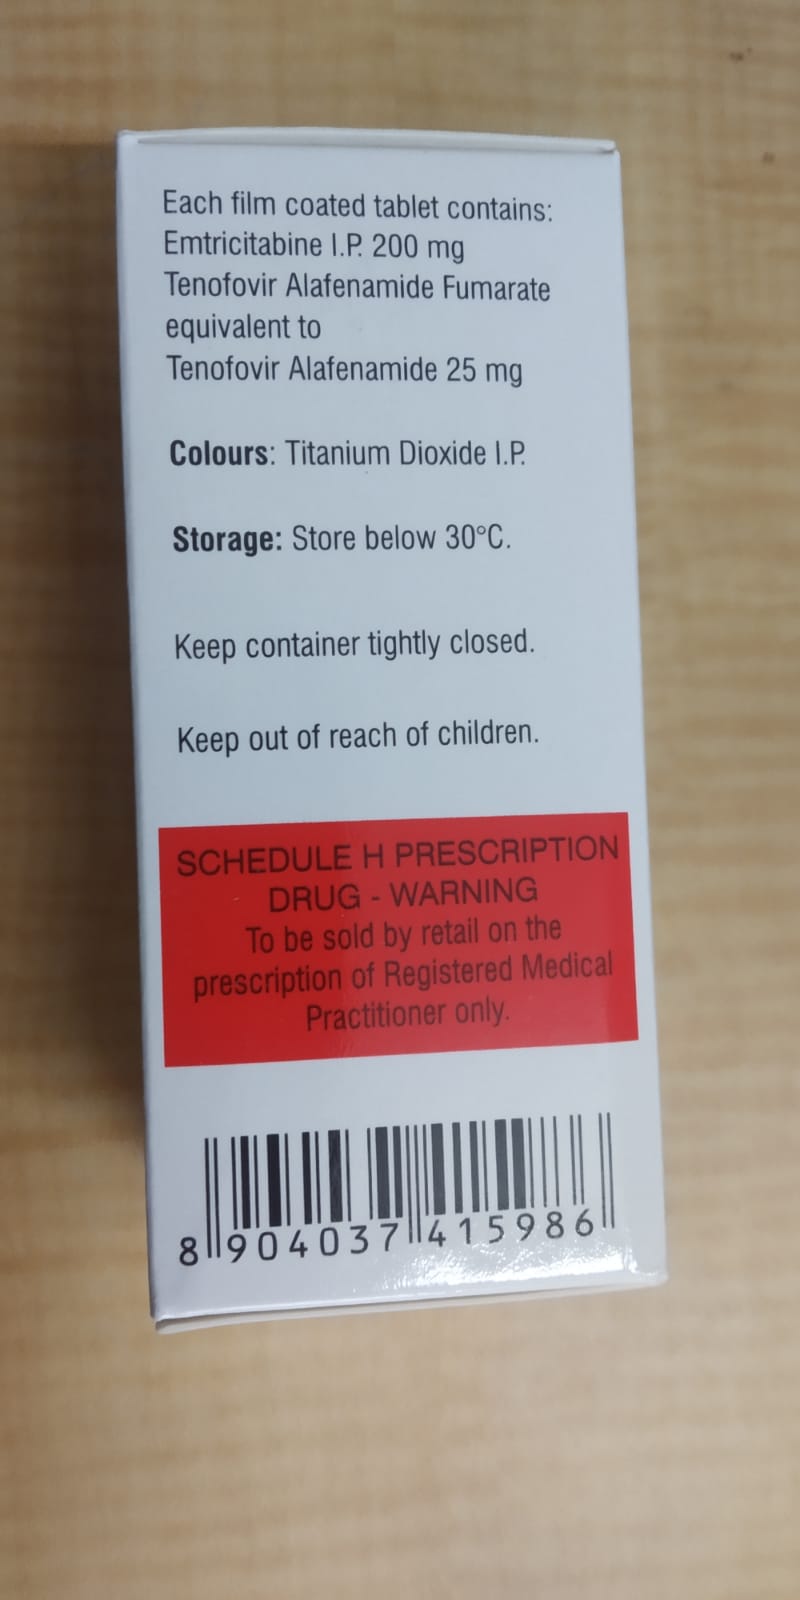 Each film coated tablet contains:
Emtricitabine I.P. 200 mg
Tenofovir Alafenamide Fumarate
equivalent to
Tenofovir Alafenamide 25 mg
Colours: Titanium Dioxide I.P.
Storage: Store below 30°C.
Keep container tightly closed.
Keep out of reach of children.
SCHEDULE H PRESCRIPTION
DRUG - WARNING
To be sold by retail on the
prescription of Registered Medical
Practitioner only.
8 904037 415986